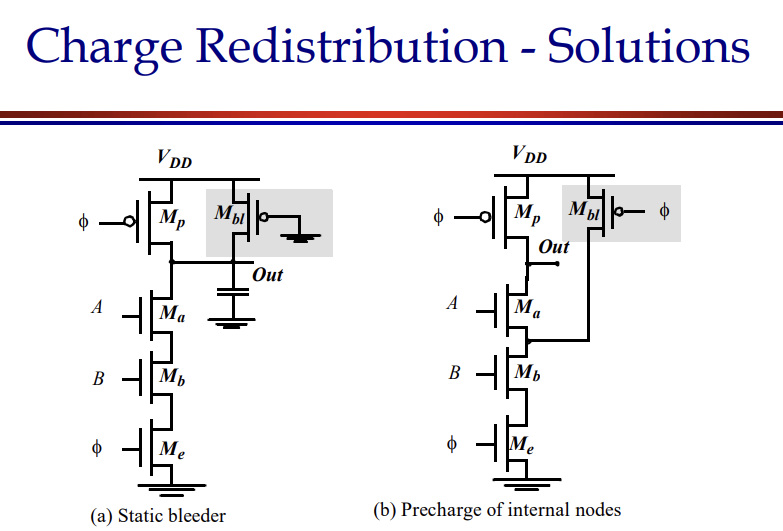 Charge Redistribution - Solutions
VDD
ϕ
Mp
Mbl
Out
A
Ma
B
Mb
ϕ
Me
(a) Static bleeder
VDD
ϕ
Mp
Mbl
ϕ
Out
A
Ma
B
Mb
ϕ
Me
(b) Precharge of internal nodes